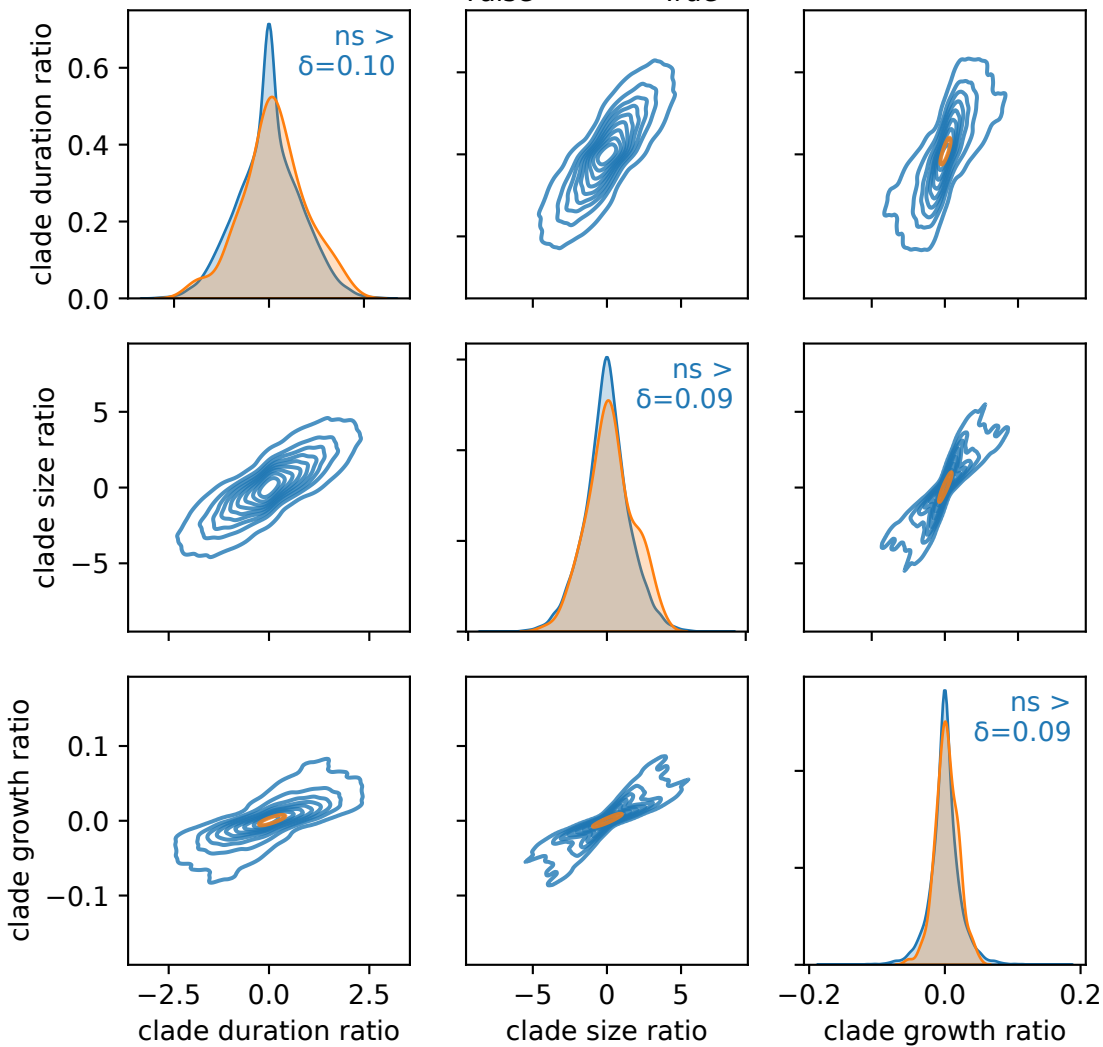 clade duration ratio
0.6
0.4
0.2
0.0
ns >
δ=0.10
clade size ratio
5
0
−5
ns >
δ=0.09
clade growth ratio
0.1
0.0
−0.1
ns >
δ=0.09
−2.5 0.0 2.5
−5 0 5
−0.2 0.0 0.2
clade duration ratio
clade size ratio
clade growth ratio